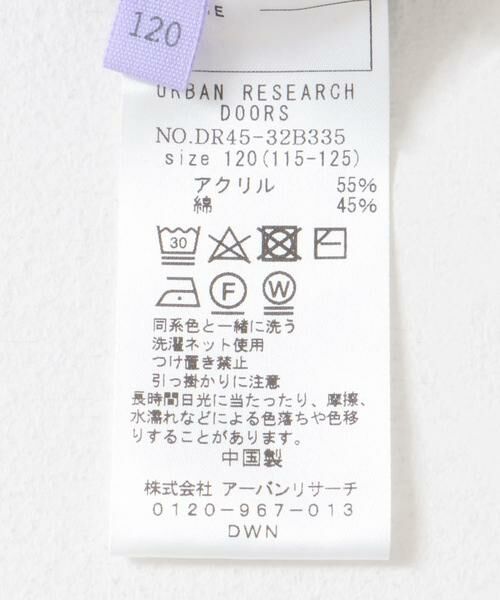 120
URBAN RESEARCH
DOORS
NO.DR45-32B335
size 120(115-125)
アクリル 55%
綿 45%
30
F W
同系色と一緒に洗う
洗濯ネット使用
つけ置き禁止
引っ掛かりに注意
長時間日光に当たったり、摩擦、
水濡れなどによる色落ちや色移
りすることがあります。
中国製
株式会社 アーバンリサーチ
0120-967-013
DWN